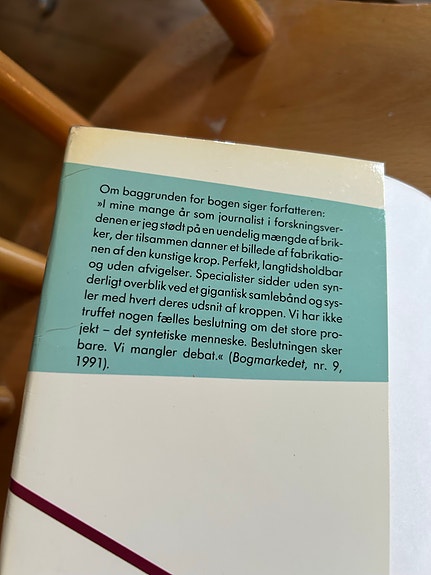 Om baggrunden for bogen siger forfatteren:
»I mine mange år som journalist i forskningsver-
denen er jeg stødt på en uendelig mængde af brik-
ker, der tilsammen danner et billede af fabrikatio-
nen af den kunstige krop. Perfekt, langtidsholdbar
og uden afvigelser. Specialister sidder uden syn-
derligt overblik ved et gigantisk samlebånd og sys-
ler med hvert deres udsnit af kroppen. Vi har ikke
truffet nogen fælles beslutning om det store pro-
jekt – det syntetiske menneske. Beslutningen sker
bare. Vi mangler debat.« (Bogmarkedet, nr. 9,
1991).